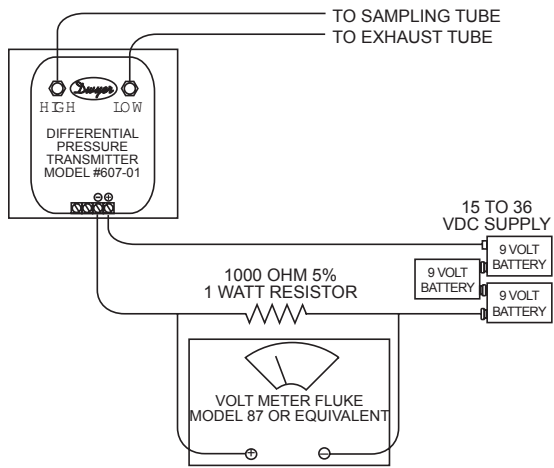 TO SAMPLING TUBE
TO EXHAUST TUBE
Dwyer
HIGH
LOW
DIFFERENTIAL
PRESSURE
TRANSMITTER
MODEL #607-01
15 TO 36
VDC SUPPLY
9 VOLT
BATTERY
9 VOLT
BATTERY
9 VOLT
BATTERY
1000 OHM 5%
1 WATT RESISTOR
VOLT METER FLUKE
MODEL 87 OR EQUIVALENT